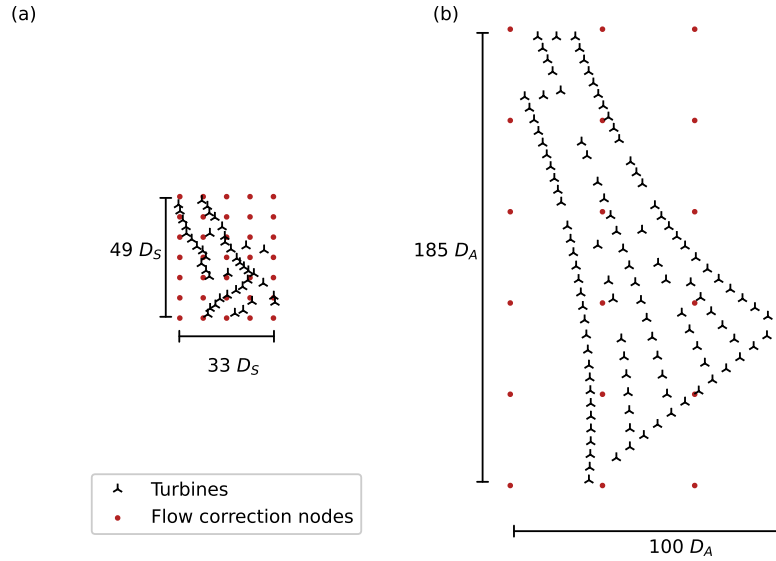 (a)
(b)
49 D_S
33 D_S
185 D_A
100 D_A
Turbines
Flow correction nodes